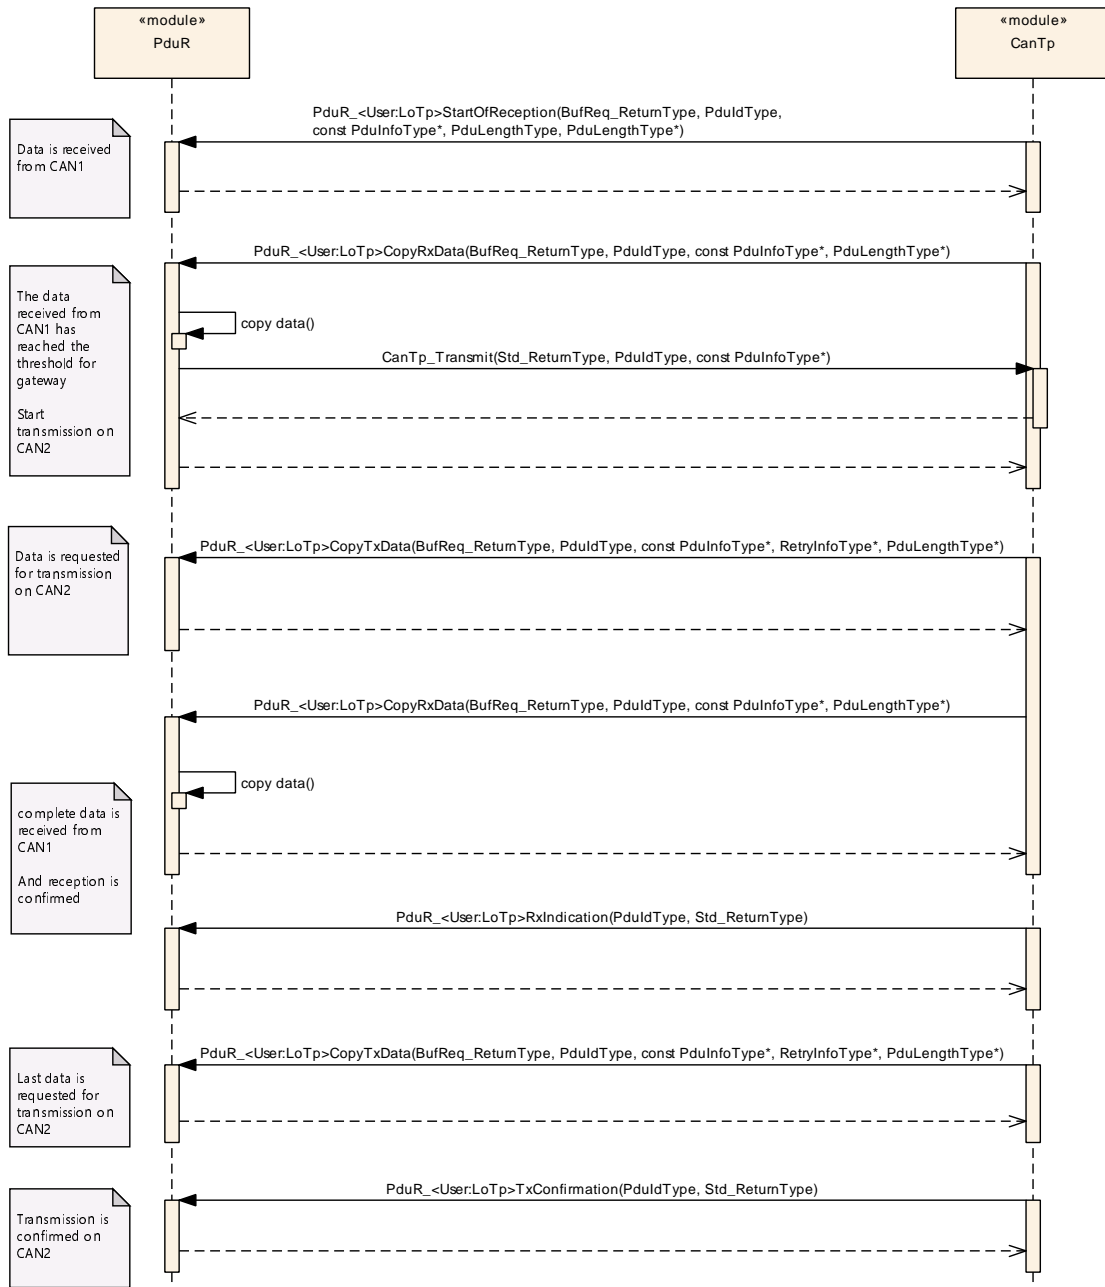 «module»
PduR
«module»
CanTp
PduR_<User:LoTp>StartOfReception(BufReq_ReturnType, PduIdType,
const PduInfoType*, PduLengthType, PduLengthType*)
Data is received
from CAN1
PduR_<User:LoTp>CopyRxData(BufReq_ReturnType, PduIdType, const PduInfoType*, PduLengthType*)
The data
received from
CAN1 has
reached the
threshold for
gateway
Start
transmission on
CAN2
copy data()
CanTp_Transmit(Std_ReturnType, PduIdType, const PduInfoType*)
PduR_<User:LoTp>CopyTxData(BufReq_ReturnType, PduIdType, const PduInfoType*, RetryInfoType*, PduLengthType*)
Data is requested
for transmission
on CAN2
PduR_<User:LoTp>CopyRxData(BufReq_ReturnType, PduIdType, const PduInfoType*, PduLengthType*)
copy data()
complete data is
received from
CAN1
And reception is
confirmed
PduR_<User:LoTp>RxIndication(PduIdType, Std_ReturnType)
PduR_<User:LoTp>CopyTxData(BufReq_ReturnType, PduIdType, const PduInfoType*, RetryInfoType*, PduLengthType*)
Last data is
requested for
transmission on
CAN2
PduR_<User:LoTp>TxConfirmation(PduIdType, Std_ReturnType)
Transmission is
confirmed on
CAN2